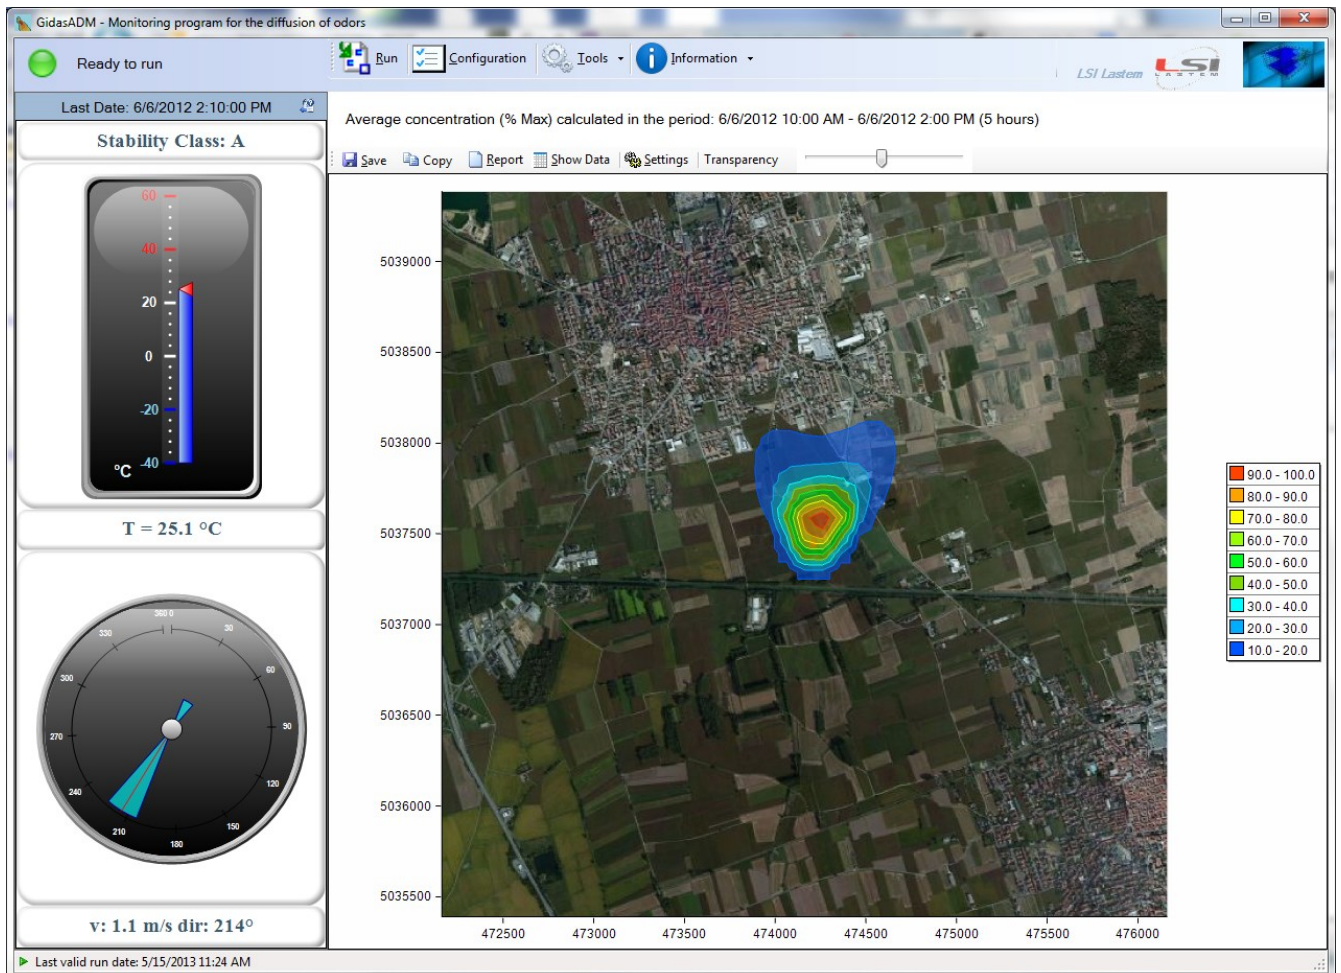 GidasADM - Monitoring program for the diffusion of odors
Ready to run
Run Configuration Tools Information
LSI Lastem LSI
LASTEM
Last Date: 6/6/2012 2:10:00 PM
Stability Class: A
60
40
20
0
-20
-40
°C
T = 25.1 °C
360 0
330 30
300 60
270 90
240 120
210 150
180
v: 1.1 m/s dir: 214°
Average concentration (% Max) calculated in the period: 6/6/2012 10:00 AM - 6/6/2012 2:00 PM (5 hours)
Save Copy Report Show Data Settings Transparency
5039000
5038500
5038000
5037500
5037000
5036500
5036000
5035500
472500 473000 473500 474000 474500 475000 475500 476000
90.0 - 100.0
80.0 - 90.0
70.0 - 80.0
60.0 - 70.0
50.0 - 60.0
40.0 - 50.0
30.0 - 40.0
20.0 - 30.0
10.0 - 20.0
Last valid run date: 5/15/2013 11:24 AM